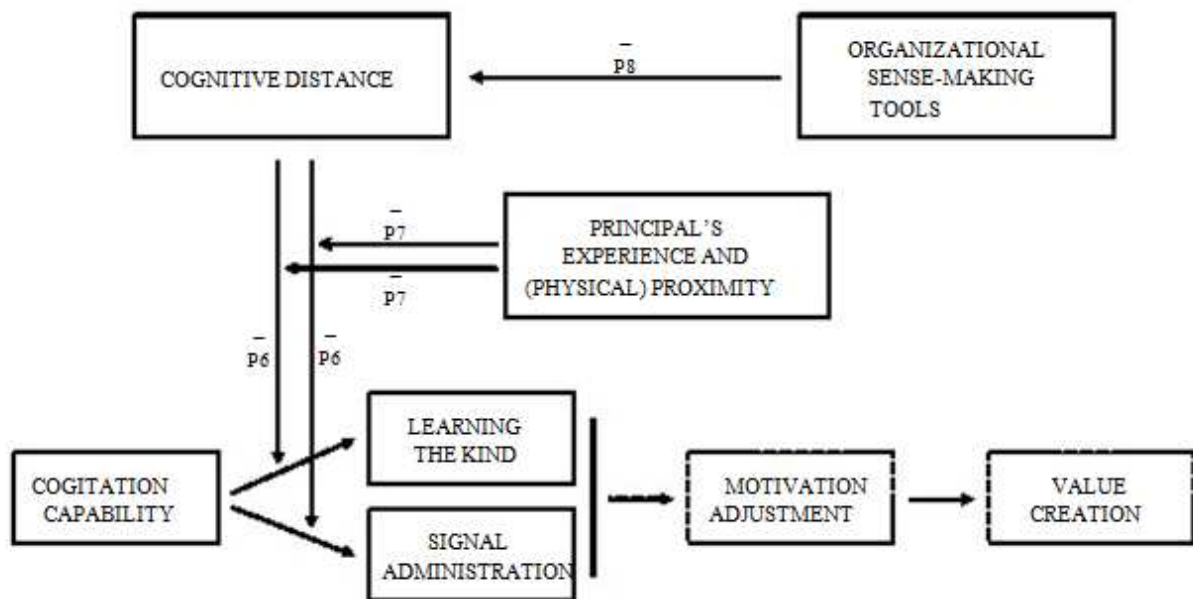 COGNITIVE DISTANCE
P8
ORGANIZATIONAL
SENSE-MAKING
TOOLS
P7
P7
PRINCIPAL’S
EXPERIENCE AND
(PHYSICAL) PROXIMITY
P6
P6
COGITATION
CAPABILITY
LEARNING
THE KIND
SIGNAL
ADMINISTRATION
MOTIVATION
ADJUSTMENT
VALUE
CREATION